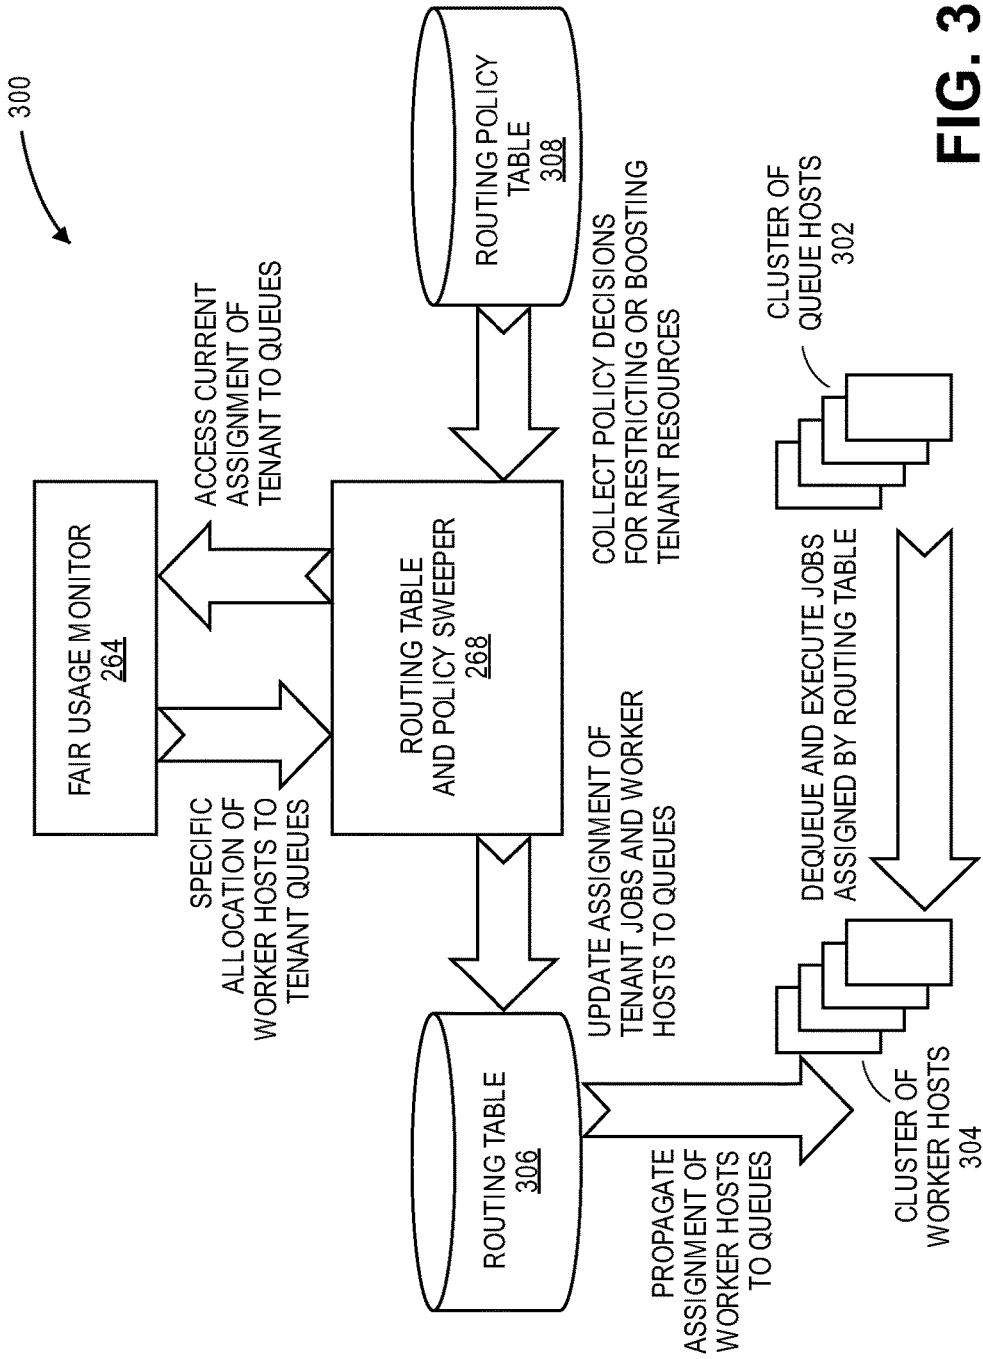 300
FAIR USAGE MONITOR
264
SPECIFIC
ALLOCATION OF
WORKER HOSTS TO
TENANT QUEUES
ACCESS CURRENT
ASSIGNMENT OF
TENANT TO QUEUES
ROUTING TABLE
306
ROUTING TABLE
AND POLICY SWEEPER
268
ROUTING POLICY
TABLE
308
UPDATE ASSIGNMENT OF
TENANT JOBS AND WORKER
HOSTS TO QUEUES
COLLECT POLICY DECISIONS
FOR RESTRICTING OR BOOSTING
TENANT RESOURCES
PROPAGATE
ASSIGNMENT OF
WORKER HOSTS
TO QUEUES
DEQUEUE AND EXECUTE JOBS
ASSIGNED BY ROUTING TABLE
CLUSTER OF
QUEUE HOSTS
302
CLUSTER OF
WORKER HOSTS
304
FIG. 3